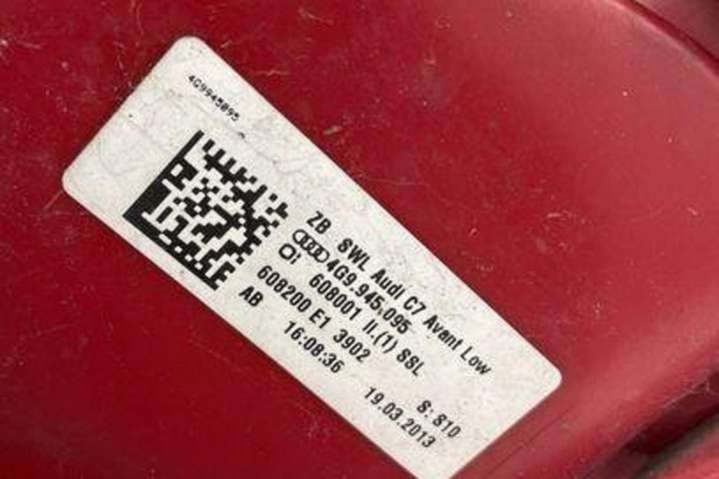 4G9945095
ZB SWL Audi C7 Avant Low
4G9.945.095
608001 II.(1) SSL
608200 E1 3902 S: S10
AB 16:08:36 19.03.2013